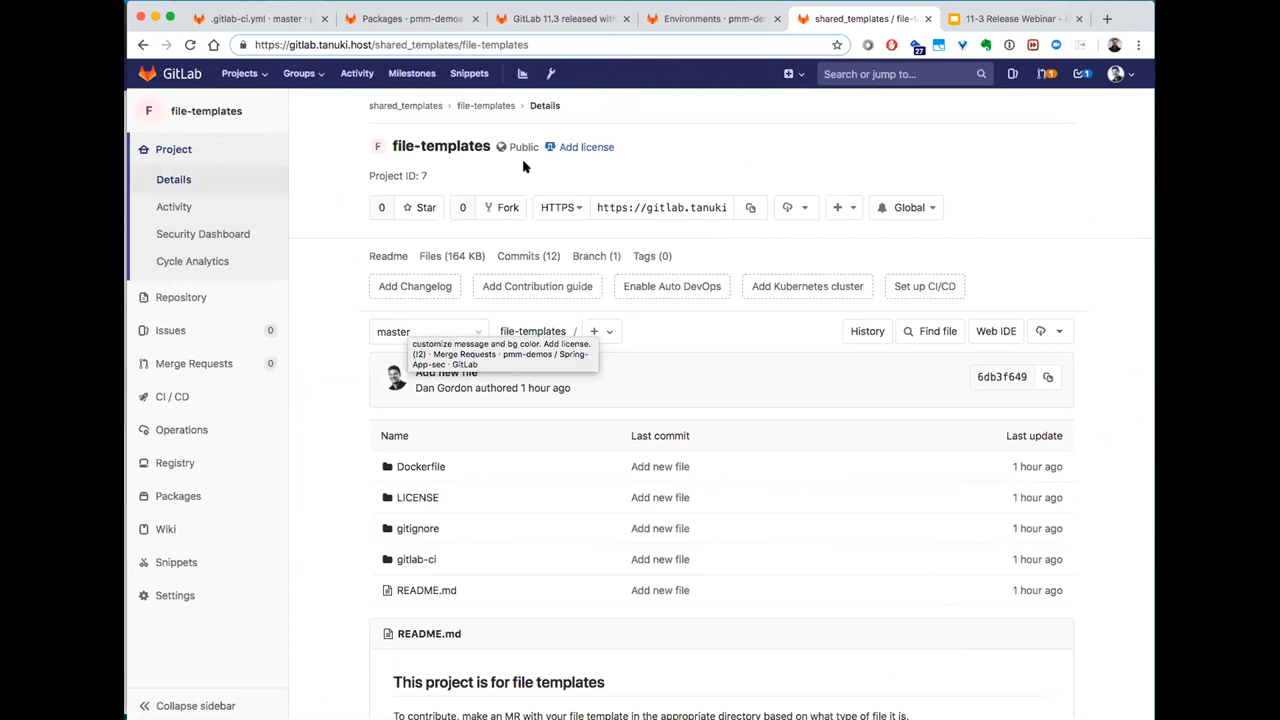 .gitlab-ci.yml · master · g
Packages · pmm-demos
GitLab 11.3 released with
Environments · pmm-de
shared_templates / file-t
11-3 Release Webinar - G
https://gitlab.tanuki.host/shared_templates/file-templates
27
GitLab
Projects
Groups
Activity
Milestones
Snippets
Search or jump to...
1
1
F
file-templates
Project
Details
Activity
Security Dashboard
Cycle Analytics
Repository
Issues
0
Merge Requests
0
CI / CD
Operations
Registry
Packages
Wiki
Snippets
Settings
Collapse sidebar
shared_templates › file-templates › Details
F
file-templates
Public
Add license
Project ID: 7
0
Star
0
Fork
HTTPS
https://gitlab.tanuki
Global
Readme
Files (164 KB)
Commits (12)
Branch (1)
Tags (0)
Add Changelog
Add Contribution guide
Enable Auto DevOps
Add Kubernetes cluster
Set up CI/CD
master
file-templates /
History
Find file
Web IDE
customize message and bg color. Add license.
(!2) · Merge Requests · pmm-demos / Spring-
App-sec · GitLab
Add new file
Dan Gordon authored 1 hour ago
6db3f649
Name
Last commit
Last update
Dockerfile
Add new file
1 hour ago
LICENSE
Add new file
1 hour ago
gitignore
Add new file
1 hour ago
gitlab-ci
Add new file
1 hour ago
README.md
Add new file
1 hour ago
README.md
This project is for file templates
To contribute, make an MR with your file template in the appropriate directory based on what type of file it is.